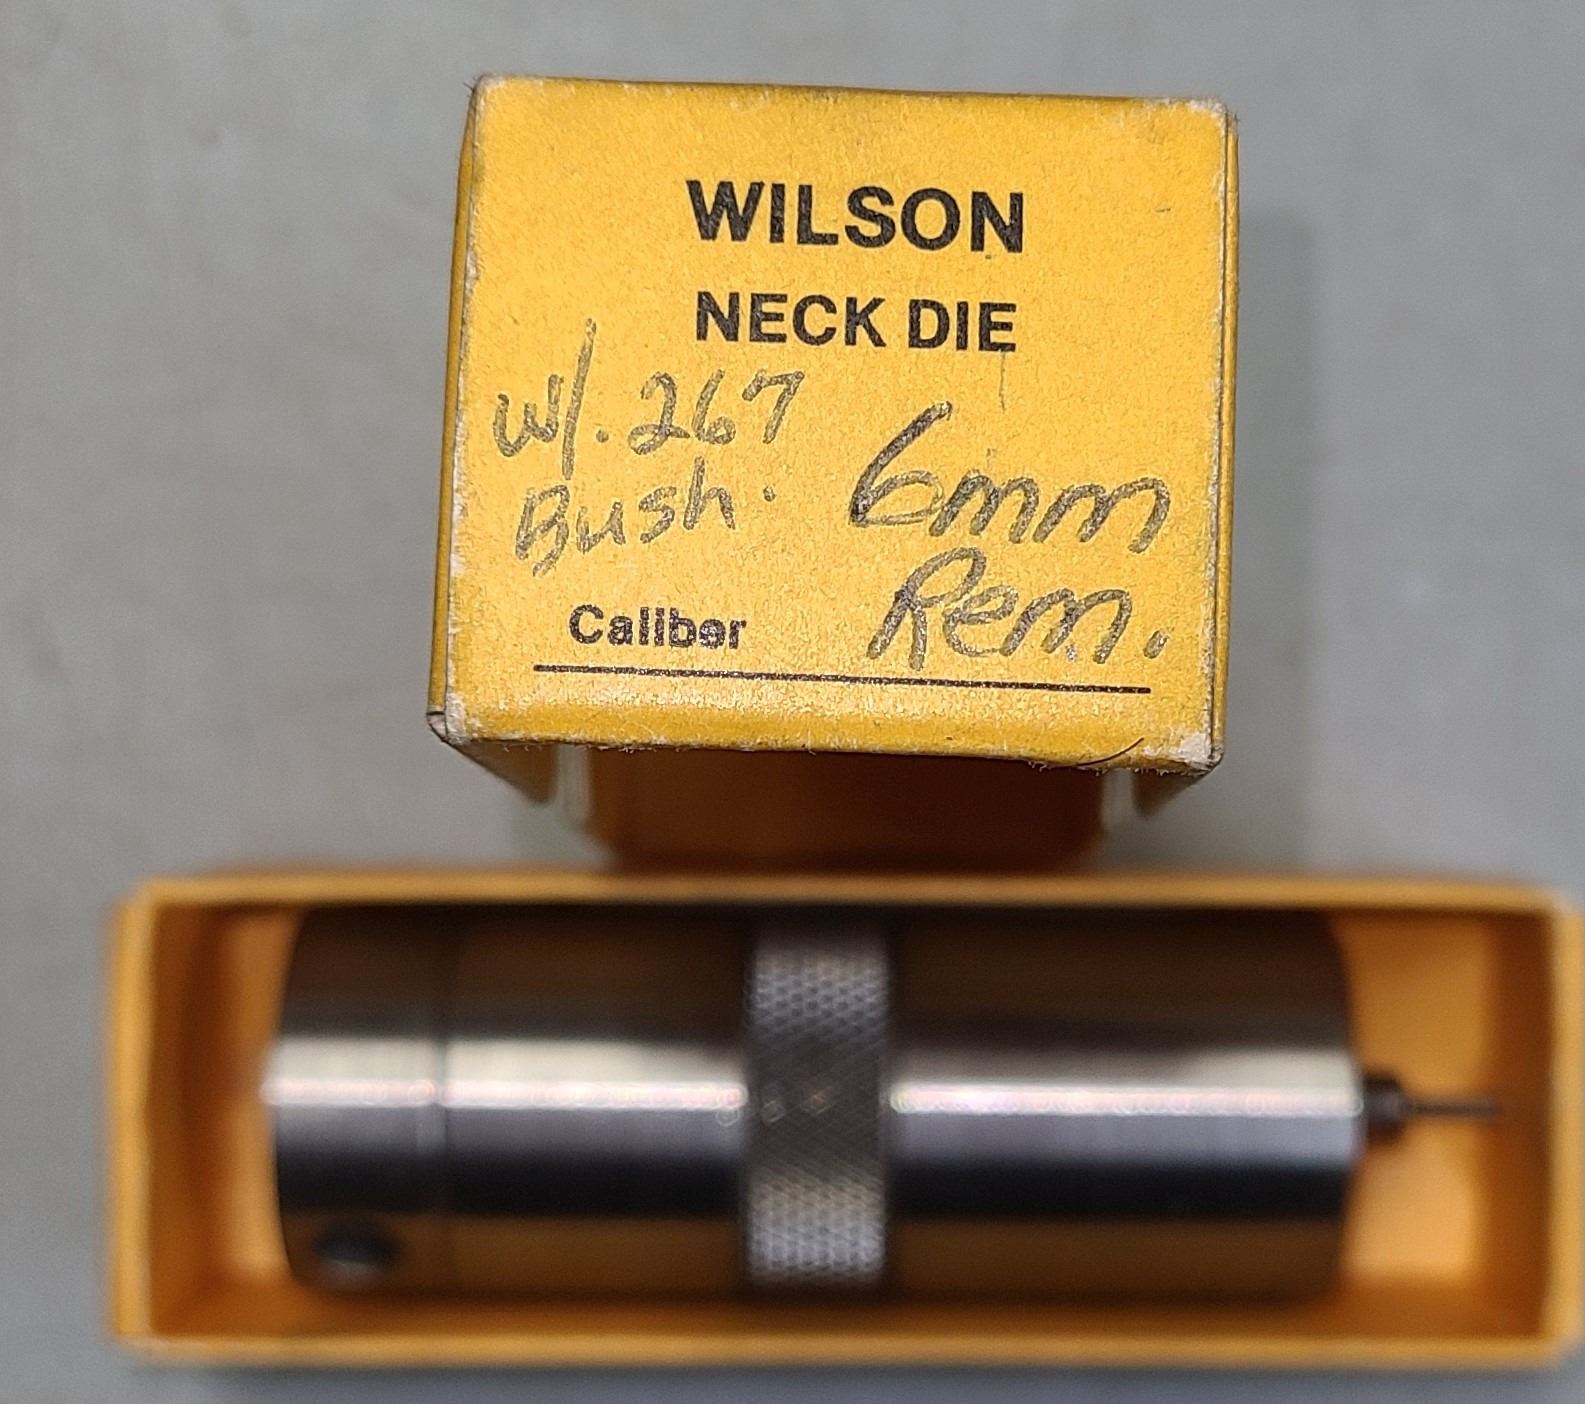 WILSON
NECK DIE
w/.267
Bush.
6mm
Rem.
Caliber